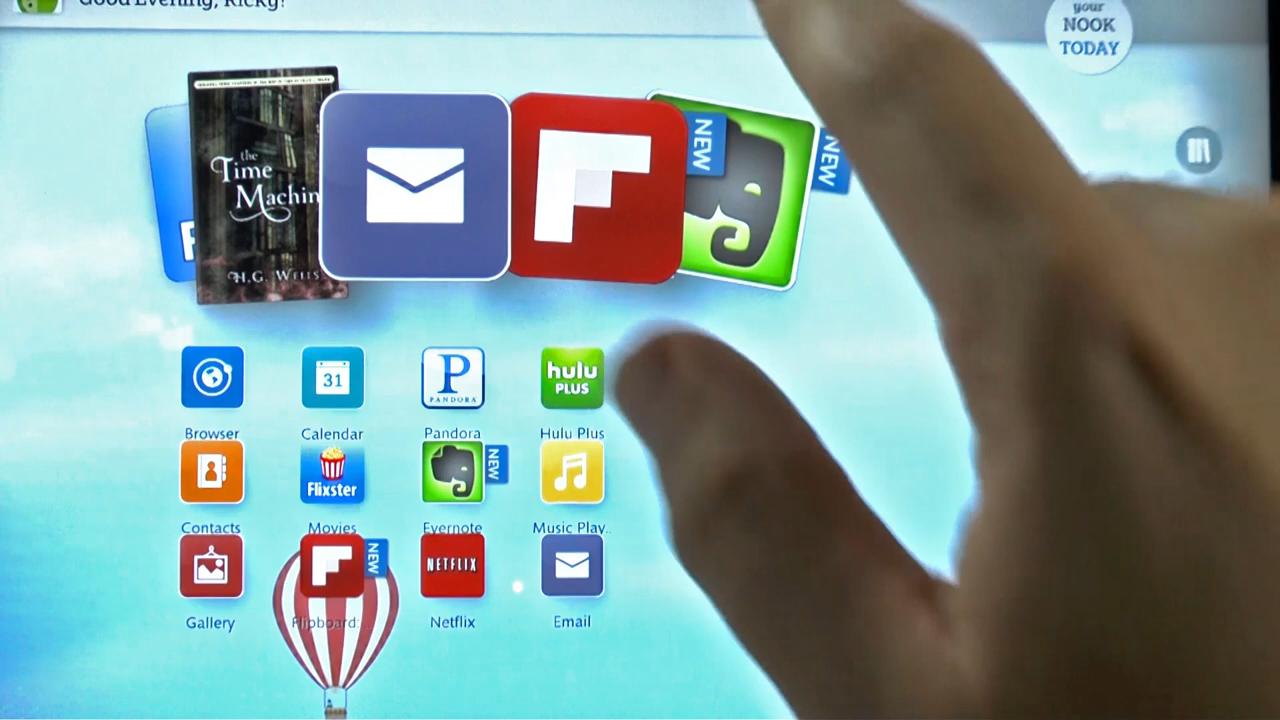 Good Evening, Ricky!
your
NOOK
TODAY
the
Time
Machin
H.G. WELLS
F
NEW
NEW
31
P
PANDORA
hulu
PLUS
Browser
Calendar
Pandora
Hulu Plus
Flixster
NEW
Contacts
Movies
Evernote
Music Play..
NEW
NETFLIX
Gallery
Flipboard:...
Netflix
Email